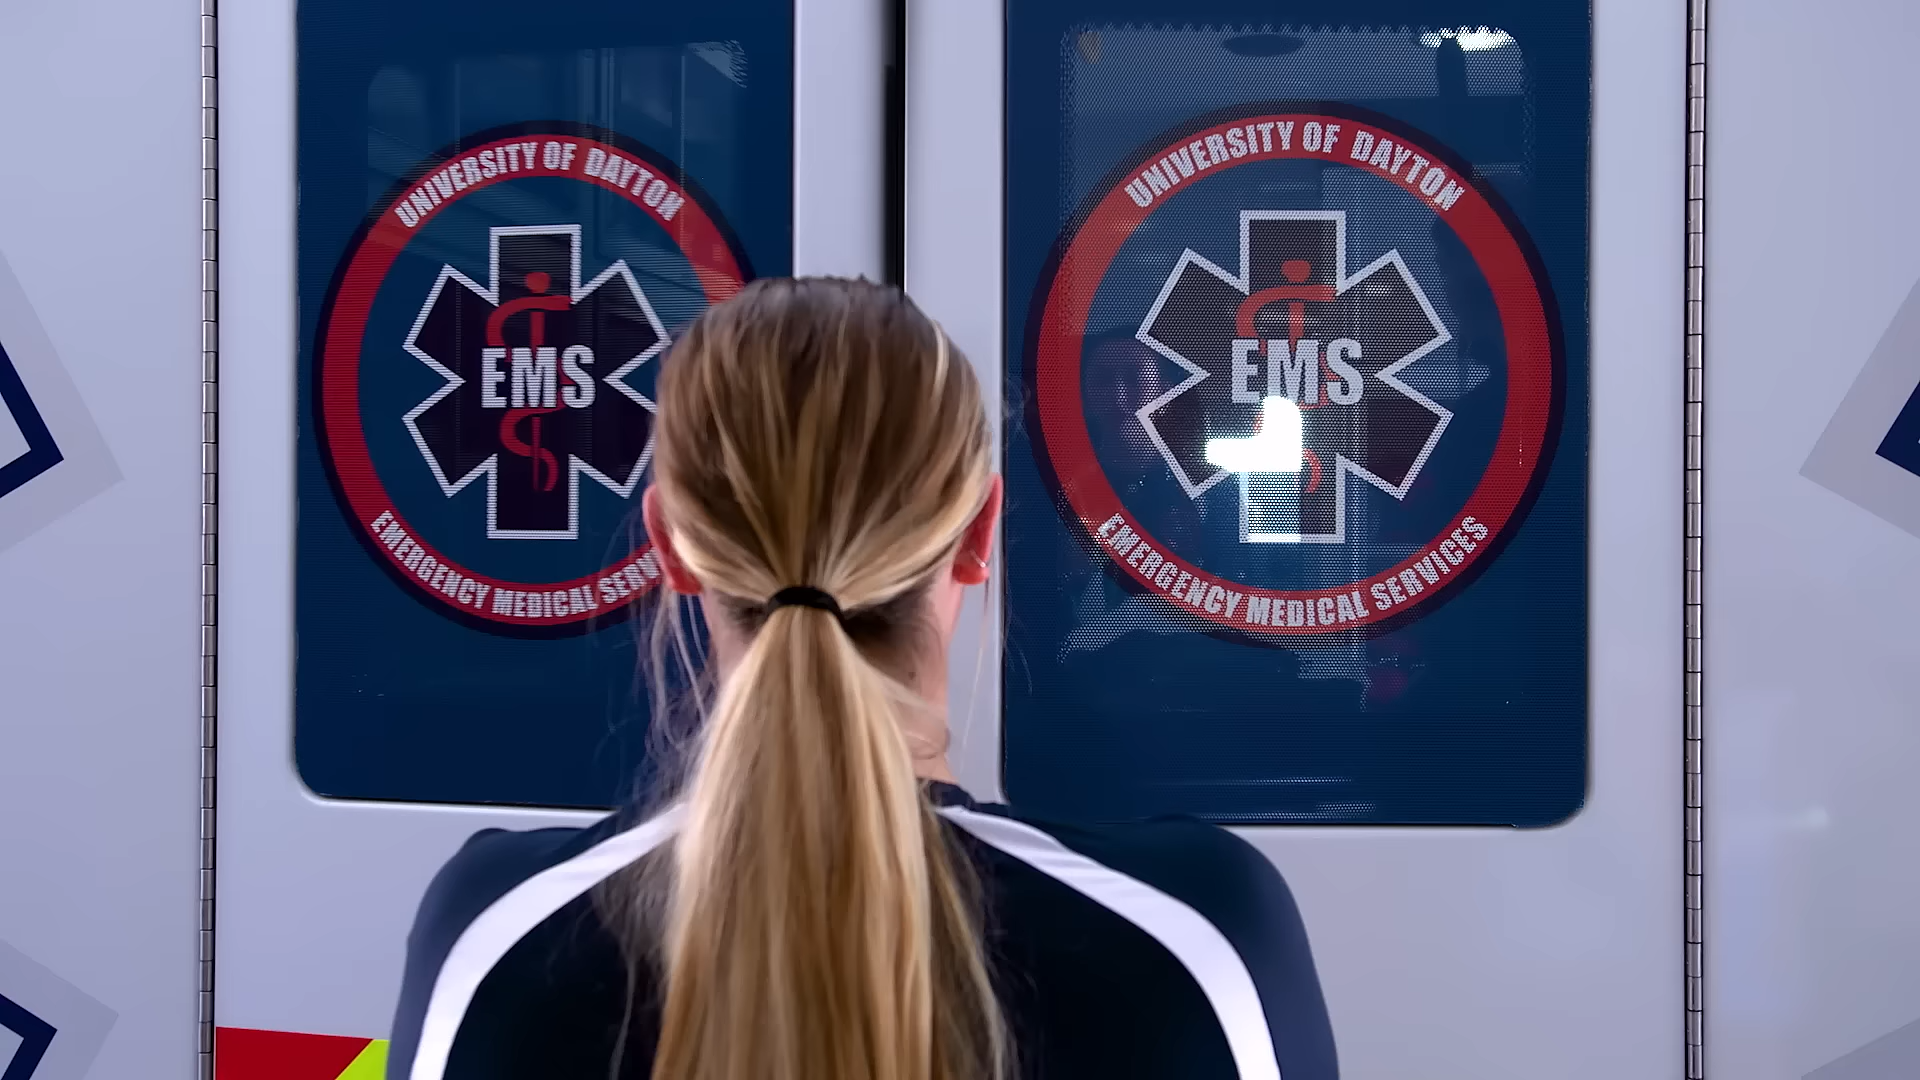 UNIVERSITY OF DAYTON
EMS
EMERGENCY MEDICAL SERV
UNIVERSITY OF DAYTON
EMS
EMERGENCY MEDICAL SERVICES